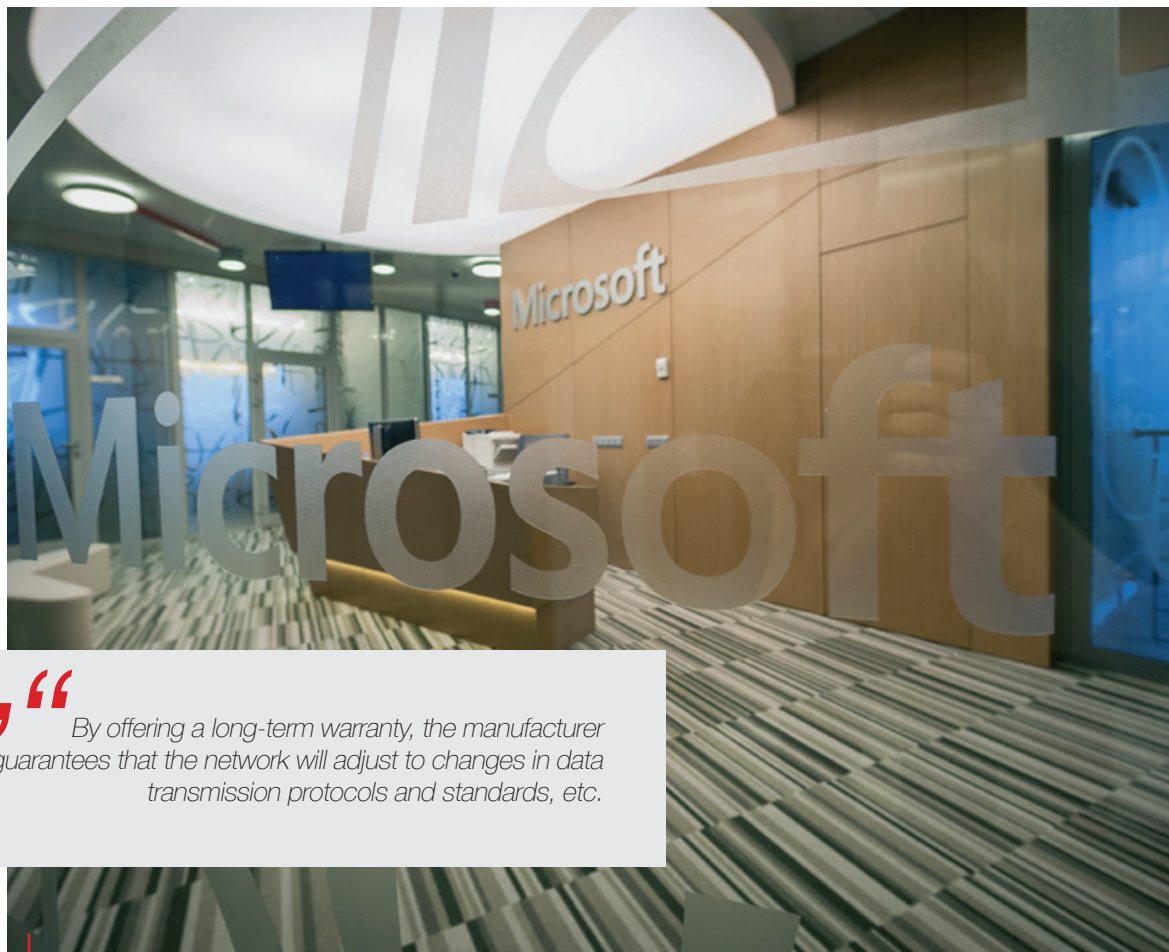 Microsoft
Microsoft
“
By offering a long-term warranty, the manufacturer
guarantees that the network will adjust to changes in data
transmission protocols and standards, etc.